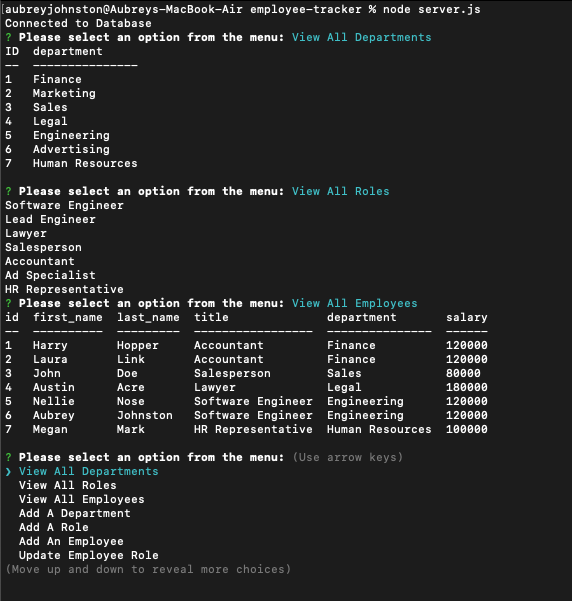 [aubreyjohnston@Aubreys-MacBook-Air employee-tracker % node server.js
Connected to Database
? Please select an option from the menu: View All Departments
ID  department
--  ---------------
1   Finance
2   Marketing
3   Sales
4   Legal
5   Engineering
6   Advertising
7   Human Resources
? Please select an option from the menu: View All Roles
Software Engineer
Lead Engineer
Lawyer
Salesperson
Accountant
Ad Specialist
HR Representative
? Please select an option from the menu: View All Employees
id  first_name  last_name  title              department       salary
--  ----------  ---------  -----------------  ---------------  ------
1   Harry       Hopper     Accountant         Finance          120000
2   Laura       Link       Accountant         Finance          120000
3   John        Doe        Salesperson        Sales            80000
4   Austin      Acre       Lawyer             Legal            180000
5   Nellie      Nose       Software Engineer  Engineering      120000
6   Aubrey      Johnston   Software Engineer  Engineering      120000
7   Megan       Mark       HR Representative  Human Resources  100000
? Please select an option from the menu: (Use arrow keys)
❯ View All Departments
  View All Roles
  View All Employees
  Add A Department
  Add A Role
  Add An Employee
  Update Employee Role
(Move up and down to reveal more choices)